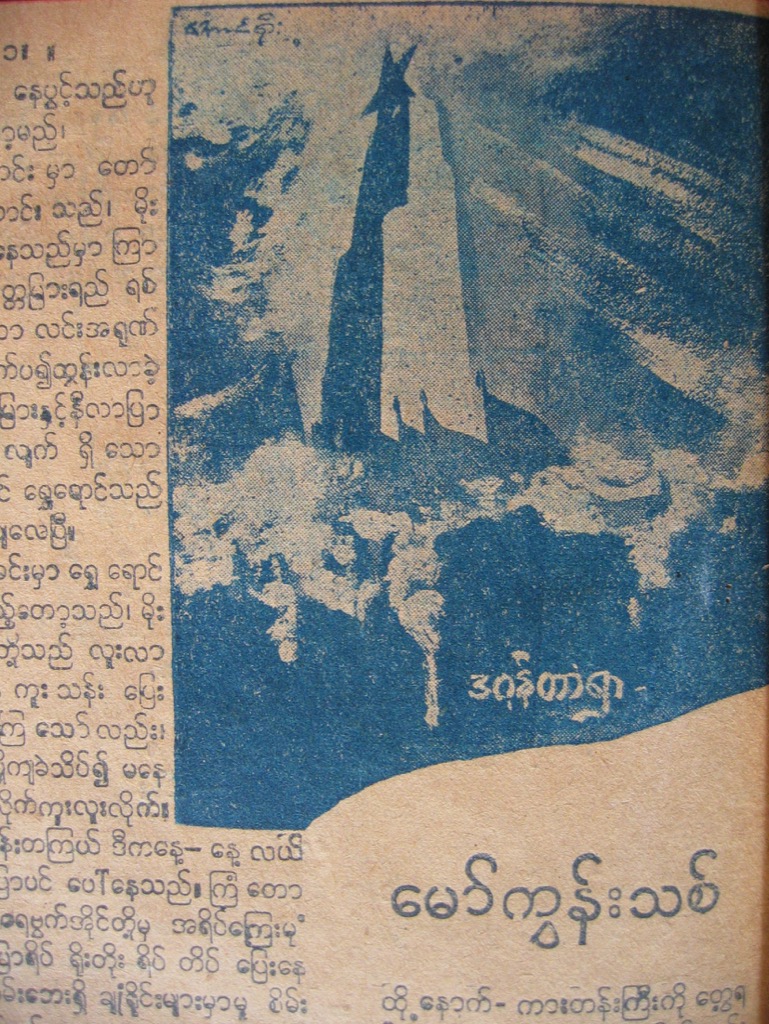 ၁။ ။
နေပွင့်သည်ဟူ
ာ့မည်၊
ာင်းမှာ တော်
ာင်း သည်၊ မိုး
နေသည်မှာ ကြာ
တ္တမြားရည် ရစ်
ာာ လင်းအရုဏ်
က်ပ၍ထွန်းလာခဲ့
မြားနှင့်နီလာပြာ
လျက် ရှိ သော
င် ရွှေရောင်သည်
လေပြီ။
င်းမှာ ရွှေ ရောင်
တော့သည်၊ မိုး
တို့သည် လူးလာ
ကူး သန်း ပြေး
ကြ သော် လည်း၊
ကျခဲသိပ်၍ မနေ
လိုက်ကူးလူးလိုက်။
န်းတကြယ် ဒီကနေ့–နေ့ လယ်
ပြာပင် ပေါ်နေသည်။ ကြံ တော
ရေဗွက်အိုင်တို့မှ အရိပ်ကြေးမုံ
ပြာရိပ် ရိုးတိုး ရိပ် တိပ် ပြေးနေ
မ်းဘေးရှိ ချုံနိုင်းများမှာမူ စိမ်း
ဒဂုန်တာရာ
မော်ကွန်းသစ်
ထို့နောက်– ကားတန်းကြီးကို တွေ့ရ